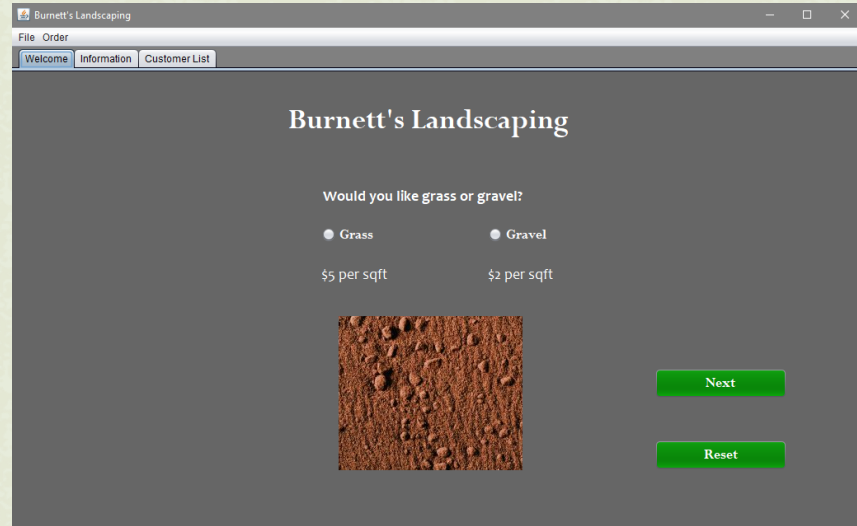 Burnett's Landscaping
File Order
Welcome Information Customer List
Burnett's Landscaping
Would you like grass or gravel?
Grass Gravel
$5 per sqft $2 per sqft
Next
Reset